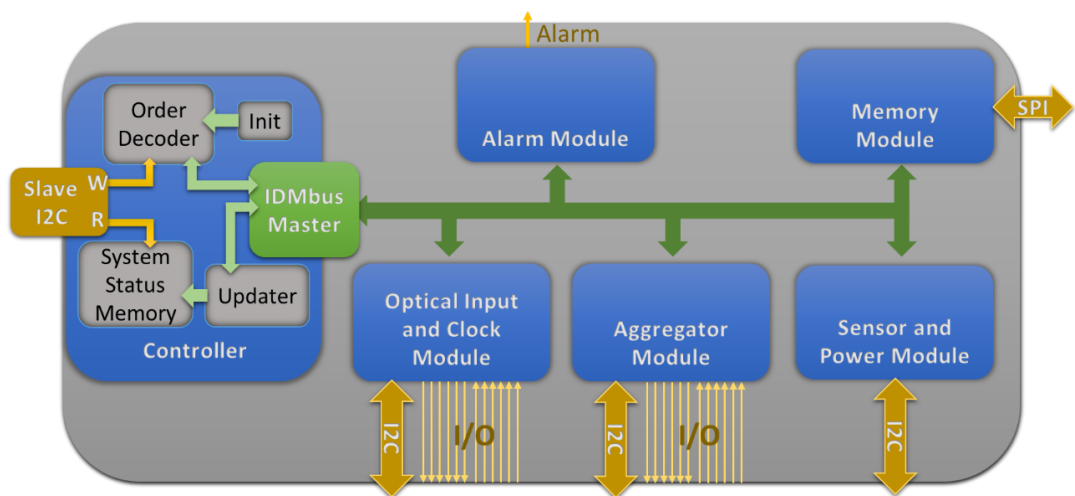 Alarm
Alarm Module
Memory
Module
SPI
Order
Decoder
Init
Slave
I2C
W
R
IDMbus
Master
System
Status
Memory
Updater
Controller
Optical Input
and Clock
Module
Aggregator
Module
Sensor and
Power Module
I2C
I/O
I2C
I/O
I2C